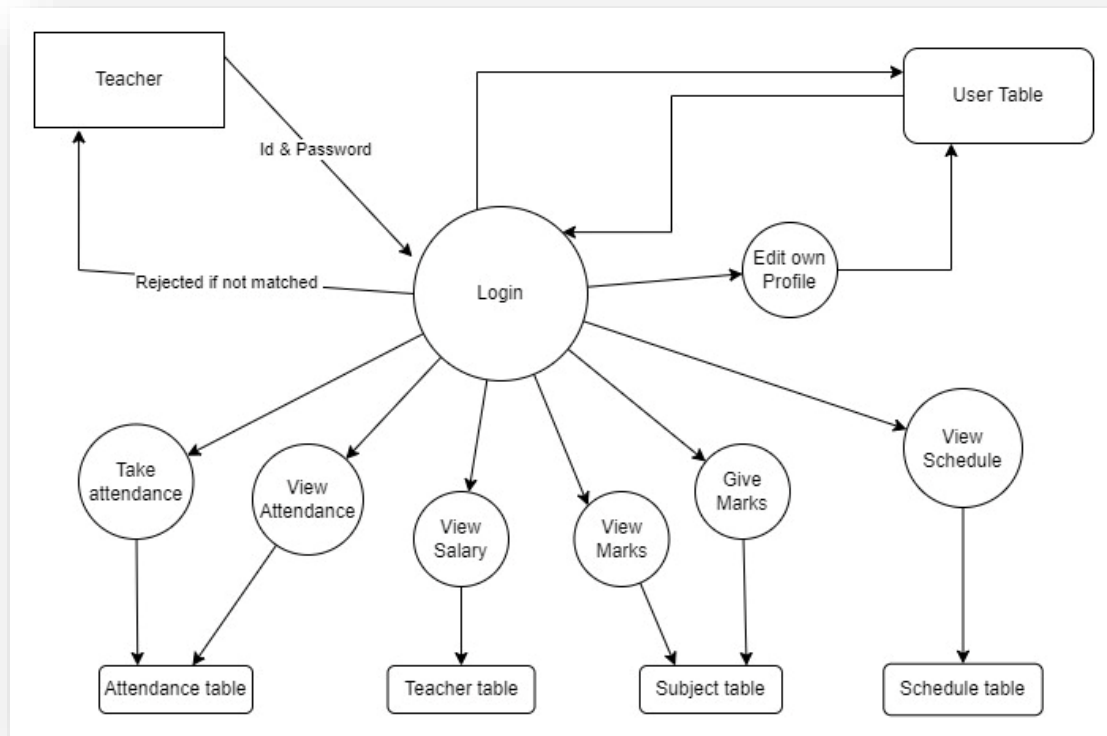 Teacher
User Table
Id & Password
Edit own
Profile
Rejected if not matched
Login
View
Schedule
Take
attendance
View
Attendance
Give
Marks
View
Salary
View
Marks
Attendance table
Teacher table
Subject table
Schedule table